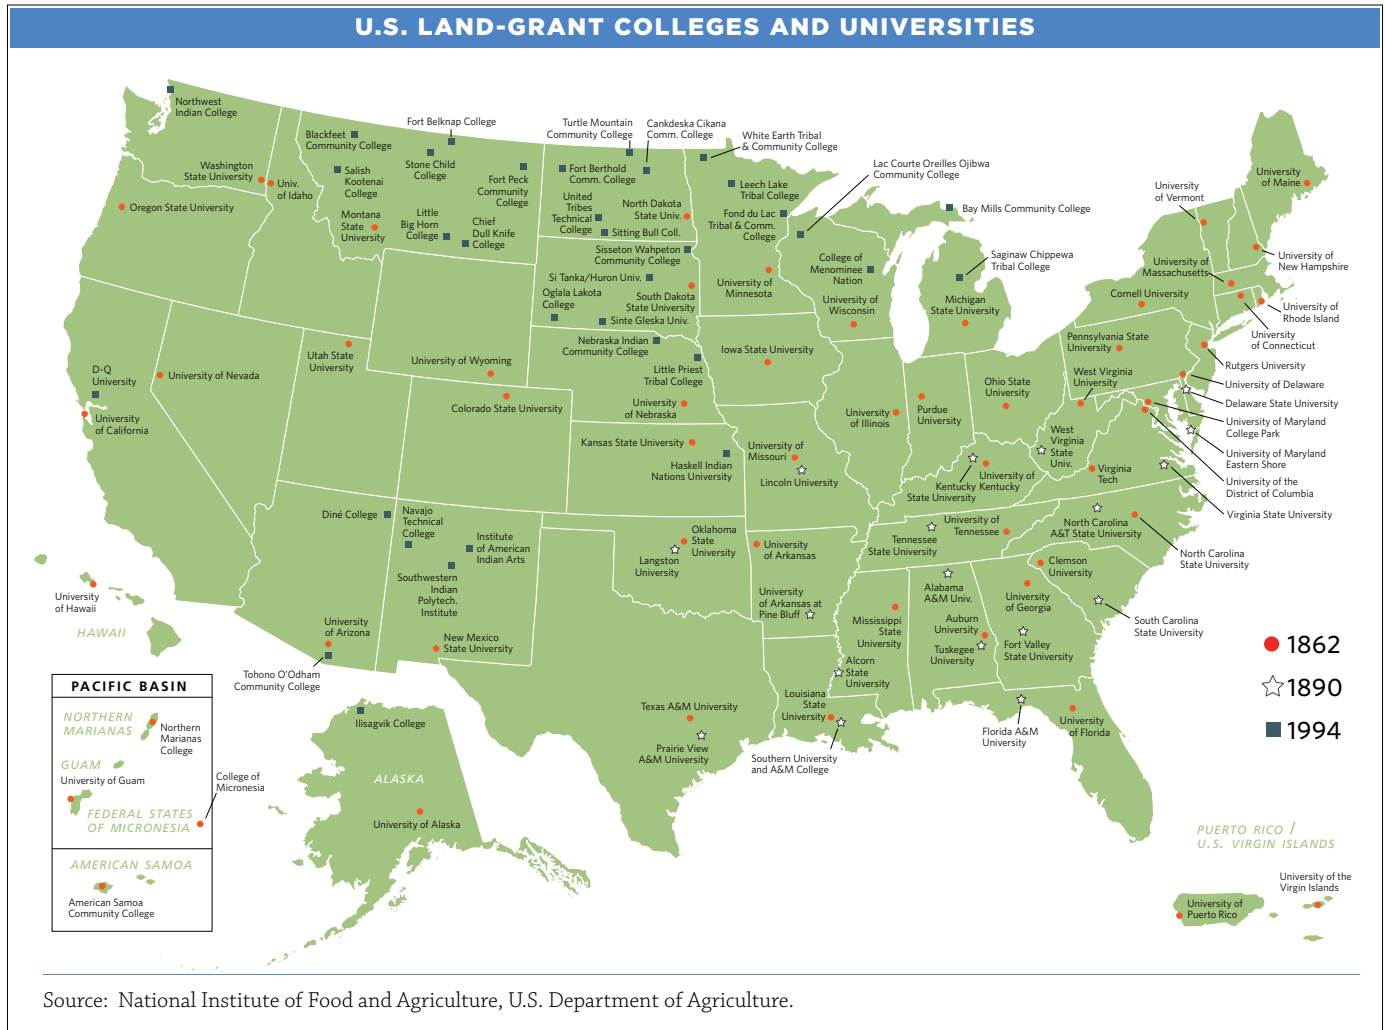 U.S. LAND-GRANT COLLEGES AND UNIVERSITIES
Northwest
Indian College
Washington
State University
Univ.
of Idaho
Oregon State University
Blackfeet
Community College
Fort Belknap College
Salish
Kootenai
College
Stone Child
College
Fort Peck
Community
College
Montana
State
University
Little
Big Horn
College
Chief
Dull Knife
College
Turtle Mountain
Community College
Cankdeska Cikana
Comm. College
Fort Berthold
Comm. College
United
Tribes
Technical
College
North Dakota
State Univ.
Sitting Bull Coll.
White Earth Tribal
& Community College
Leech Lake
Tribal College
Fond du Lac
Tribal & Comm.
College
Lac Courte Oreilles Ojibwa
Community College
Bay Mills Community College
Saginaw Chippewa
Tribal College
Michigan
State University
College of
Menominee
Nation
University of
Wisconsin
University of
Minnesota
Sisseton Wahpeton
Community College
Si Tanka/Huron Univ.
Oglala Lakota
College
South Dakota
State University
Sinte Gleska Univ.
Nebraska Indian
Community College
Little Priest
Tribal College
University
of Nebraska
Iowa State University
University of Wyoming
Colorado State University
Utah State
University
University of Nevada
D-Q
University
University
of California
Kansas State University
Haskell Indian
Nations University
University of
Missouri
Lincoln University
University
of Illinois
Purdue
University
Ohio State
University
University
of Maine
University
of Vermont
University of
New Hampshire
University of
Massachusetts
Cornell University
University of
Rhode Island
University
of Connecticut
Pennsylvania State
University
Rutgers University
West Virginia
University
University of Delaware
Delaware State University
University of Maryland
College Park
University of Maryland
Eastern Shore
University of the
District of Columbia
Virginia State University
West
Virginia
State
Univ.
Virginia
Tech
University of
Kentucky
Kentucky
State University
University of
Tennessee
Tennessee
State University
North Carolina
A&T State University
North Carolina
State University
Clemson
University
South Carolina
State University
University
of Georgia
Fort Valley
State University
Alabama
A&M Univ.
Auburn
University
Tuskegee
University
Mississippi
State
University
Alcorn
State
University
Louisiana
State
University
Southern University
and A&M College
Florida A&M
University
University
of Florida
University
of Arkansas
University
of Arkansas at
Pine Bluff
Oklahoma
State
University
Langston
University
Texas A&M University
Prairie View
A&M University
Diné College
Navajo
Technical
College
Institute
of American
Indian Arts
Southwestern
Indian
Polytech.
Institute
New Mexico
State University
University
of Arizona
Tohono O'Odham
Community College
University
of Hawaii
HAWAII
1862
1890
1994
PACIFIC BASIN
NORTHERN
MARIANAS
Northern
Marianas
College
GUAM
University of Guam
College of
Micronesia
FEDERAL STATES
OF MICRONESIA
AMERICAN SAMOA
American Samoa
Community College
Ilisagvik College
ALASKA
University of Alaska
PUERTO RICO /
U.S. VIRGIN ISLANDS
University of the
Virgin Islands
University of
Puerto Rico
Source: National Institute of Food and Agriculture, U.S. Department of Agriculture.